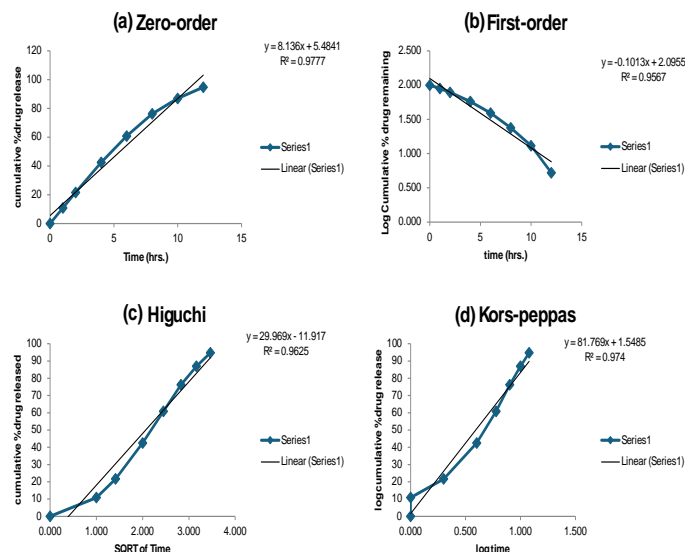 (a) Zero-order
y = 8.136x + 5.4841
R² = 0.9777
cumulative % drug release
120
100
80
60
40
20
0
0 5 10 15
Time (hrs.)
Series1
Linear (Series1)
(b) First-order
y = -0.1013x + 2.0955
R² = 0.9567
Log Cumulative % drug remaining
2.500
2.000
1.500
1.000
0.500
0.000
0 5 10 15
time (hrs.)
Series1
Linear (Series1)
(c) Higuchi
y = 29.969x - 11.917
R² = 0.9625
cumulative % drug released
100
90
80
70
60
50
40
30
20
10
0
0.000 1.000 2.000 3.000 4.000
SQRT of Time
Series1
Linear (Series1)
(d) Kors-peppas
y = 81.769x + 1.5485
R² = 0.974
log cumulative % drug release
100
90
80
70
60
50
40
30
20
10
0
0.000 0.500 1.000 1.500
log time
Series1
Linear (Series1)